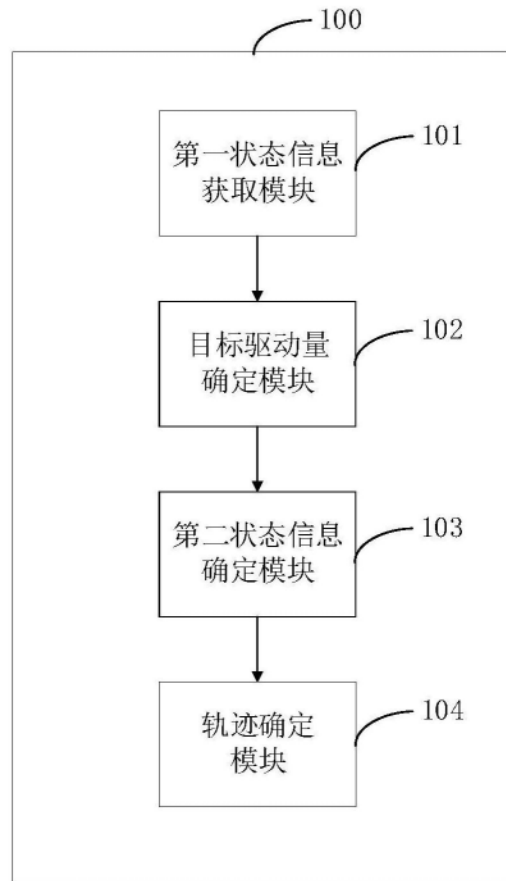 100
第一状态信息
获取模块
101
目标驱动量
确定模块
102
第二状态信息
确定模块
103
轨迹确定
模块
104